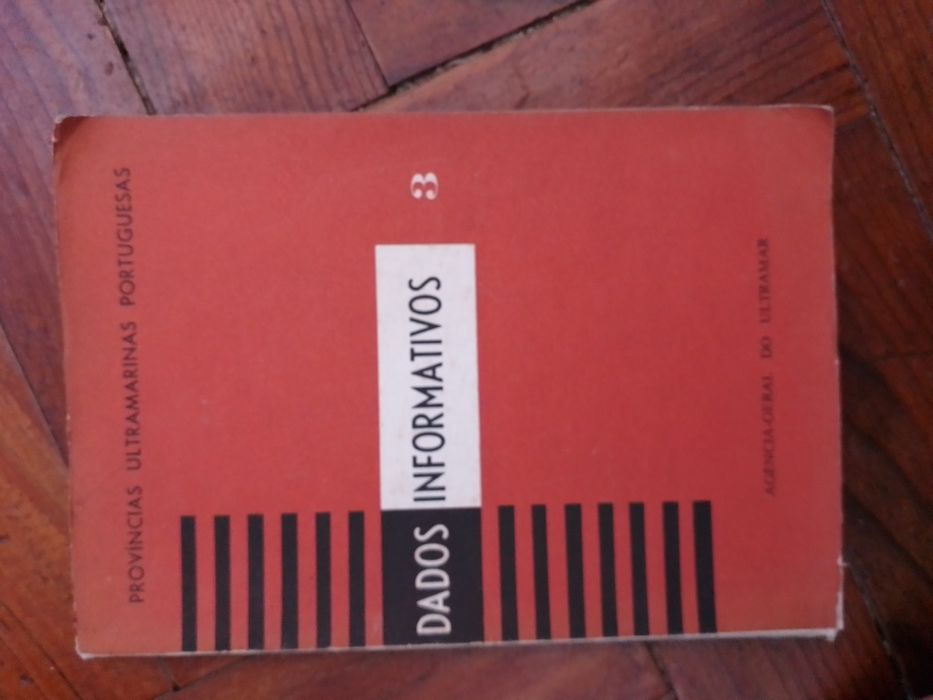 PROVÍNCIAS ULTRAMARINAS PORTUGUESAS
DADOS INFORMATIVOS 3
AGÊNCIA-GERAL DO ULTRAMAR